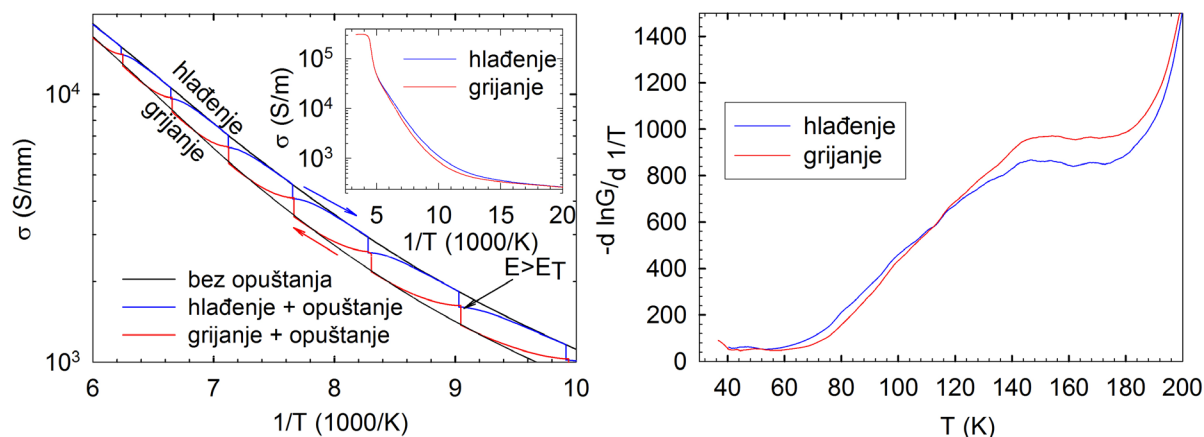 σ (S/mm)
10⁴
10³
6
7
8
9
10
1/T (1000/K)
hlađenje
grijanje
bez opuštanja
hlađenje + opuštanje
grijanje + opuštanje
E>E_T
σ (S/m)
10⁵
10⁴
10³
5
10
15
20
1/T (1000/K)
hlađenje
grijanje
-d lnG/d 1/T
1400
1200
1000
800
600
400
200
0
40
60
80
100
120
140
160
180
200
T (K)
hlađenje
grijanje